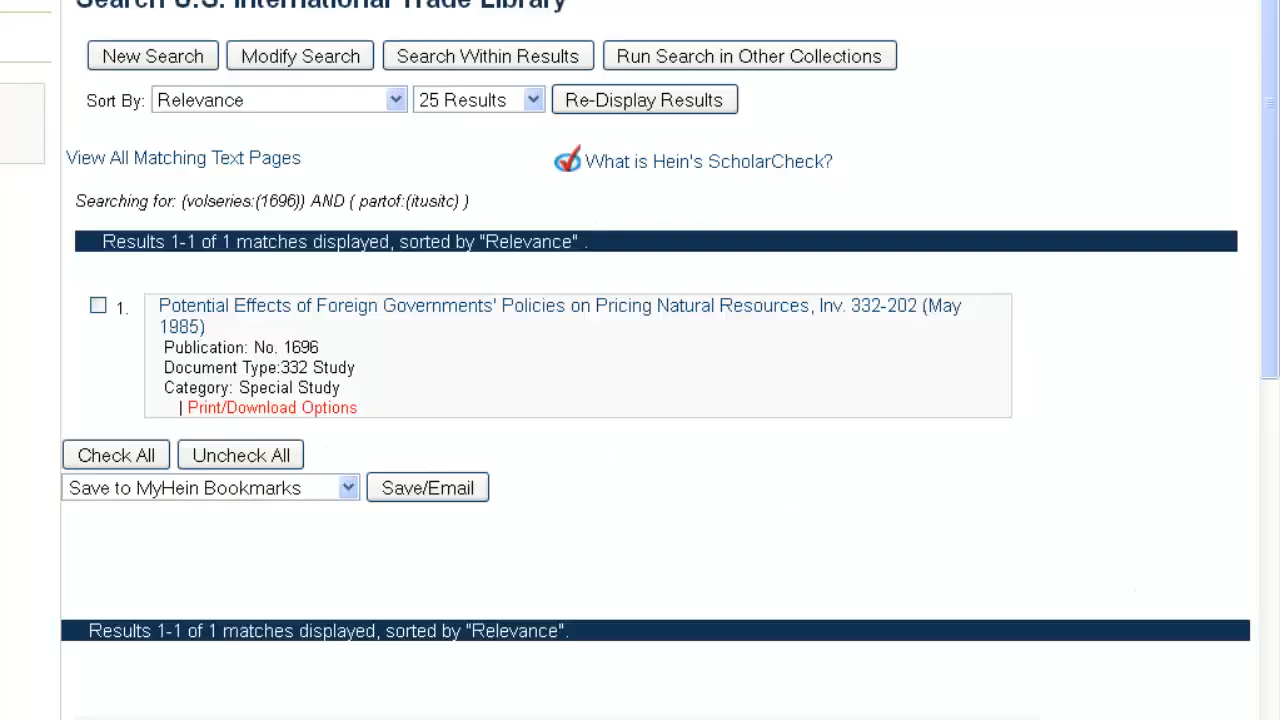 Search U.S. International Trade Library
New Search Modify Search Search Within Results Run Search in Other Collections
Sort By: Relevance 25 Results Re-Display Results
View All Matching Text Pages What is Hein's ScholarCheck?
Searching for: (volseries:(1696)) AND ( partof:(itusitc) )
Results 1-1 of 1 matches displayed, sorted by "Relevance" .
1. Potential Effects of Foreign Governments' Policies on Pricing Natural Resources, Inv. 332-202 (May
1985)
Publication: No. 1696
Document Type:332 Study
Category: Special Study
| Print/Download Options
Check All Uncheck All
Save to MyHein Bookmarks Save/Email
Results 1-1 of 1 matches displayed, sorted by "Relevance".